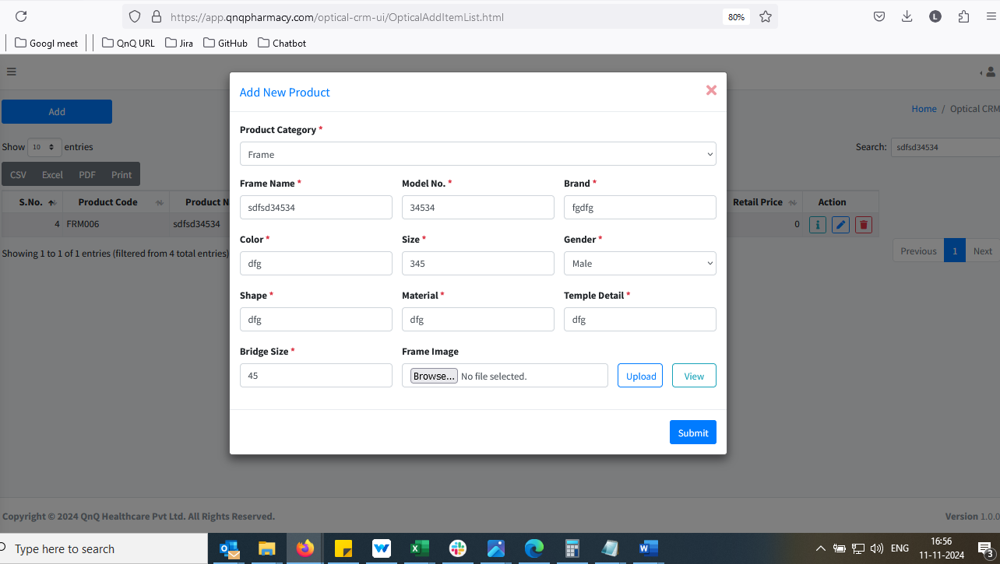 https://app.qnqpharmacy.com/optical-crm-ui/OpticalAddItemList.html
80%
L
Googl meet
QnQ URL
Jira
GitHub
Chatbot
Add New Product
Add
Home / Optical CRM
Product Category *
Show 10 entries
Search: sdfsd34534
Frame
CSV Excel PDF Print
Frame Name * Model No. * Brand *
S.No. Product Code Product N Retail Price Action
sdfsd34534 34534 fgdfg
4 FRM006 sdfsd34534 0
Color * Size * Gender *
Showing 1 to 1 of 1 entries (filtered from 4 total entries)
Previous 1 Next
dfg 345 Male
Shape * Material * Temple Detail *
dfg dfg dfg
Bridge Size * Frame Image
45 Browse... No file selected. Upload View
Submit
Copyright © 2024 QnQ Healthcare Pvt Ltd. All Rights Reserved.
Version 1.0.0
Type here to search
ENG
16:56
11-11-2024
3